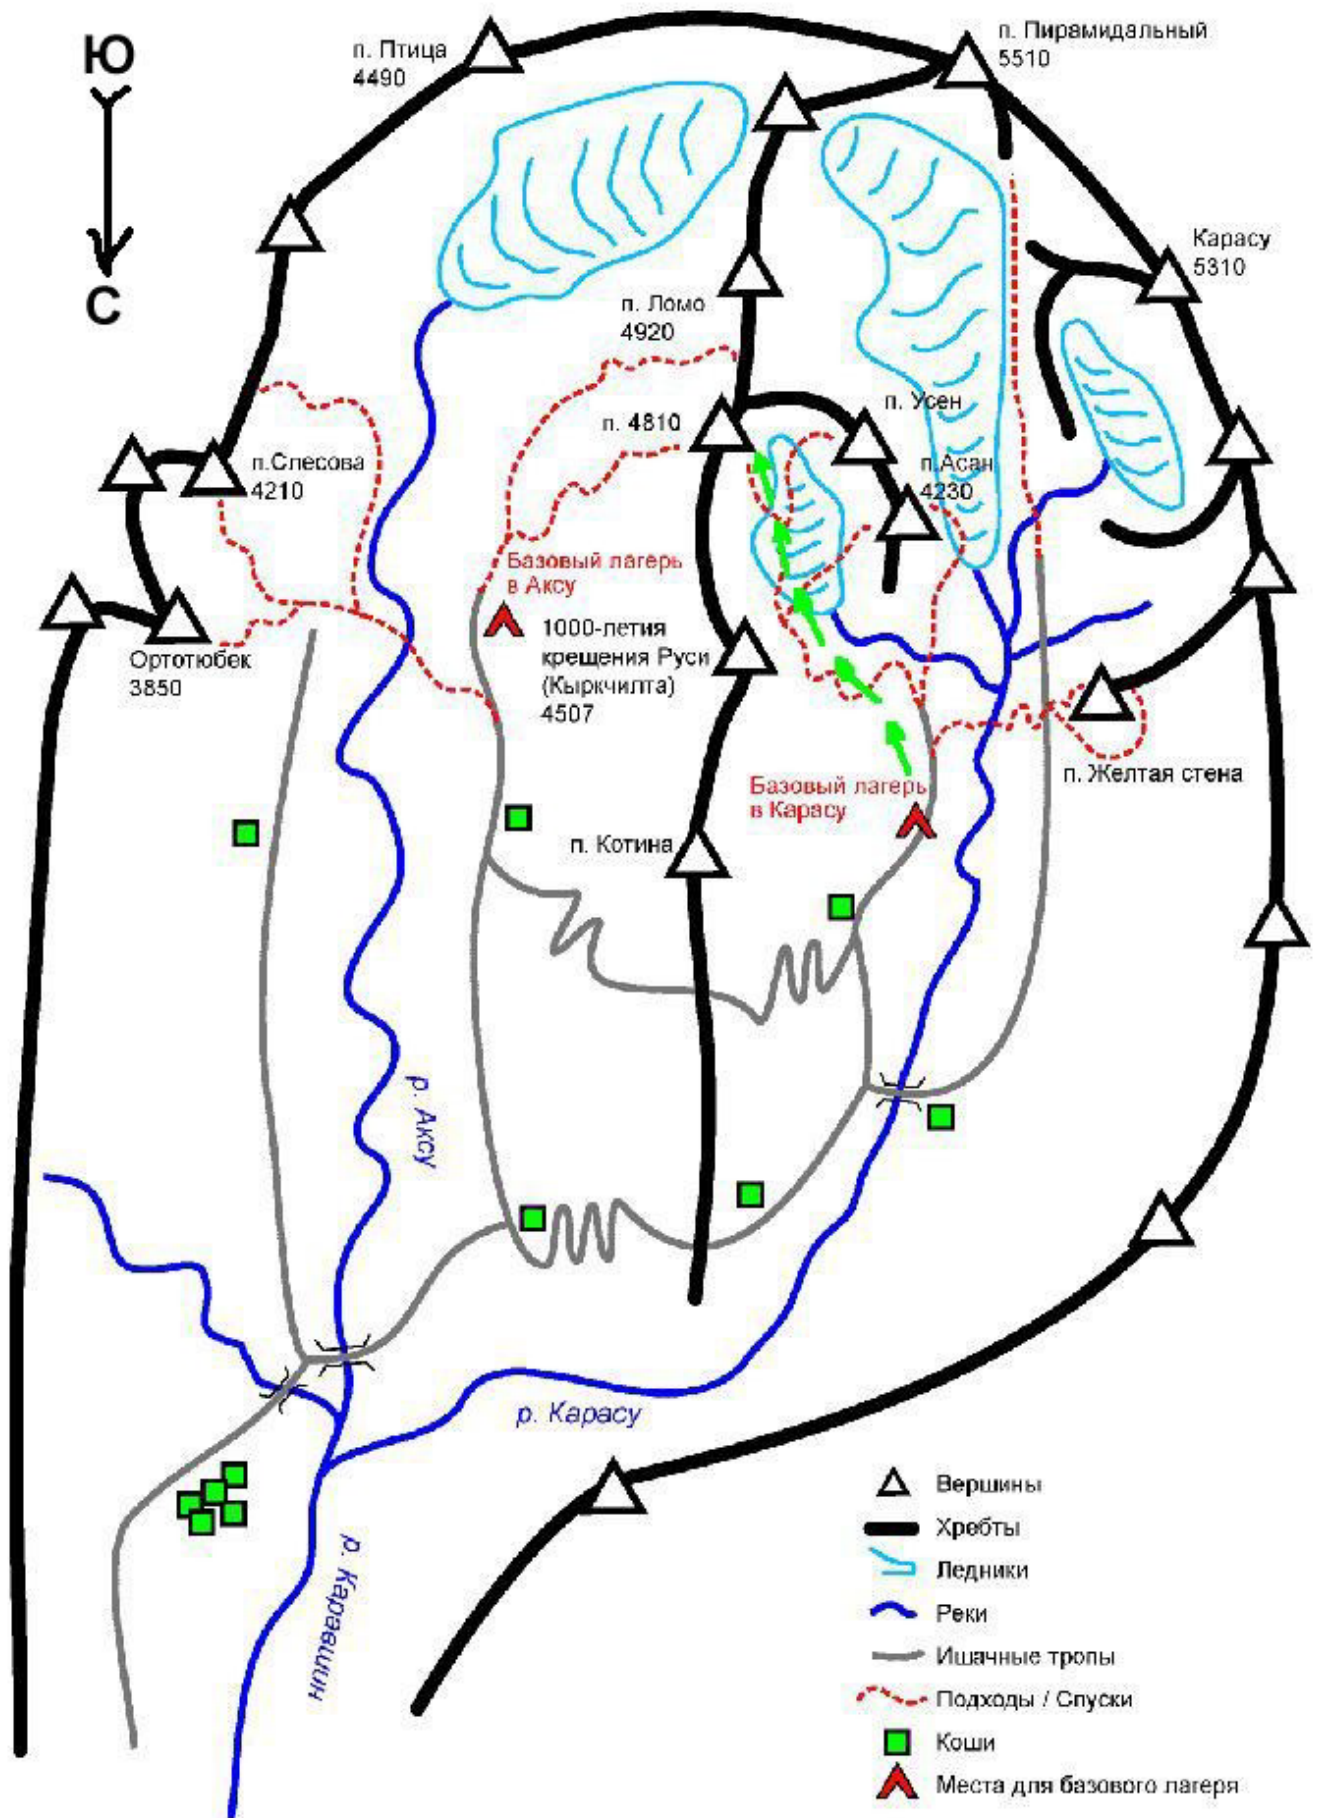 Ю
С
п. Птица
4490
п. Пирамидальный
5510
Карасу
5310
п. Ломо
4920
п. 4810
п. Усен
п.Асан
4230
п.Слесова
4210
Базовый лагерь
в Аксу
1000-летия
крещения Руси
(Кыркчилта)
4507
Ортотюбек
3850
п. Желтая стена
Базовый лагерь
в Карасу
п. Котина
р. Аксу
р. Карасу
р. Каравшин
Вершины
Хребты
Ледники
Реки
Ишачные тропы
Подходы / Спуски
Коши
Места для базового лагеря